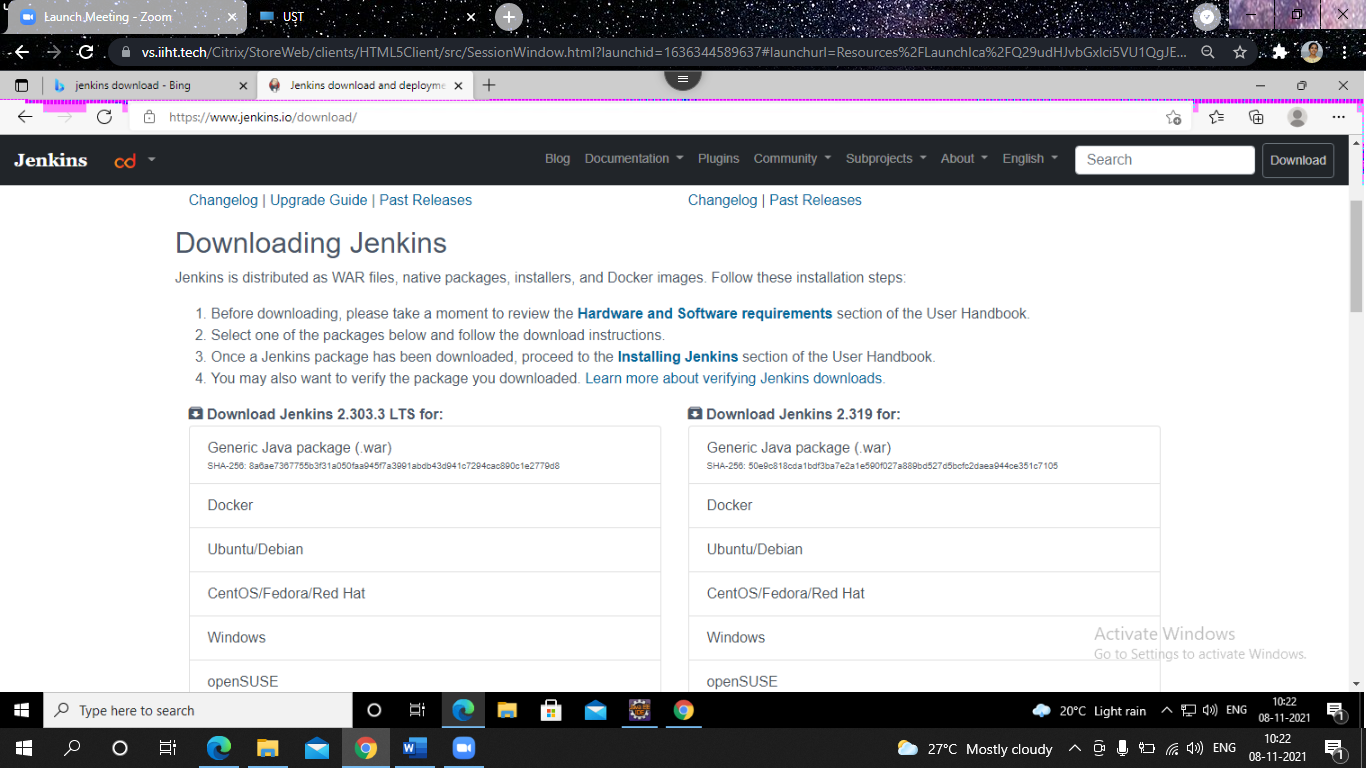 Launch Meeting - Zoom
UST
vs.iiht.tech/Citrix/StoreWeb/clients/HTML5Client/src/SessionWindow.html?launchid=1636344589637#launchurl=Resources%2FLaunchIca%2FQ29udHJvbGxlci5VU1QgJE...
jenkins download - Bing
Jenkins download and deployme
https://www.jenkins.io/download/
Jenkins
cd
Blog Documentation Plugins Community Subprojects About English Search Download
Changelog | Upgrade Guide | Past Releases
Changelog | Past Releases
Downloading Jenkins
Jenkins is distributed as WAR files, native packages, installers, and Docker images. Follow these installation steps:
1. Before downloading, please take a moment to review the Hardware and Software requirements section of the User Handbook.
2. Select one of the packages below and follow the download instructions.
3. Once a Jenkins package has been downloaded, proceed to the Installing Jenkins section of the User Handbook.
4. You may also want to verify the package you downloaded. Learn more about verifying Jenkins downloads.
Download Jenkins 2.303.3 LTS for:
Generic Java package (.war)
SHA-256: 8a6ae7367755b3f31a050faa945f7a3991abdb43d941c7294cac890c1e2779d8
Docker
Ubuntu/Debian
CentOS/Fedora/Red Hat
Windows
openSUSE
Download Jenkins 2.319 for:
Generic Java package (.war)
SHA-256: 50e9c818cda1bdf3ba7e2a1e590f027a889bd527d5bcfc2daea944ce351c7105
Docker
Ubuntu/Debian
CentOS/Fedora/Red Hat
Windows
openSUSE
Activate Windows
Go to Settings to activate Windows.
Type here to search
20°C Light rain
ENG
10:22
08-11-2021
1
27°C Mostly cloudy
ENG
10:22
08-11-2021
1